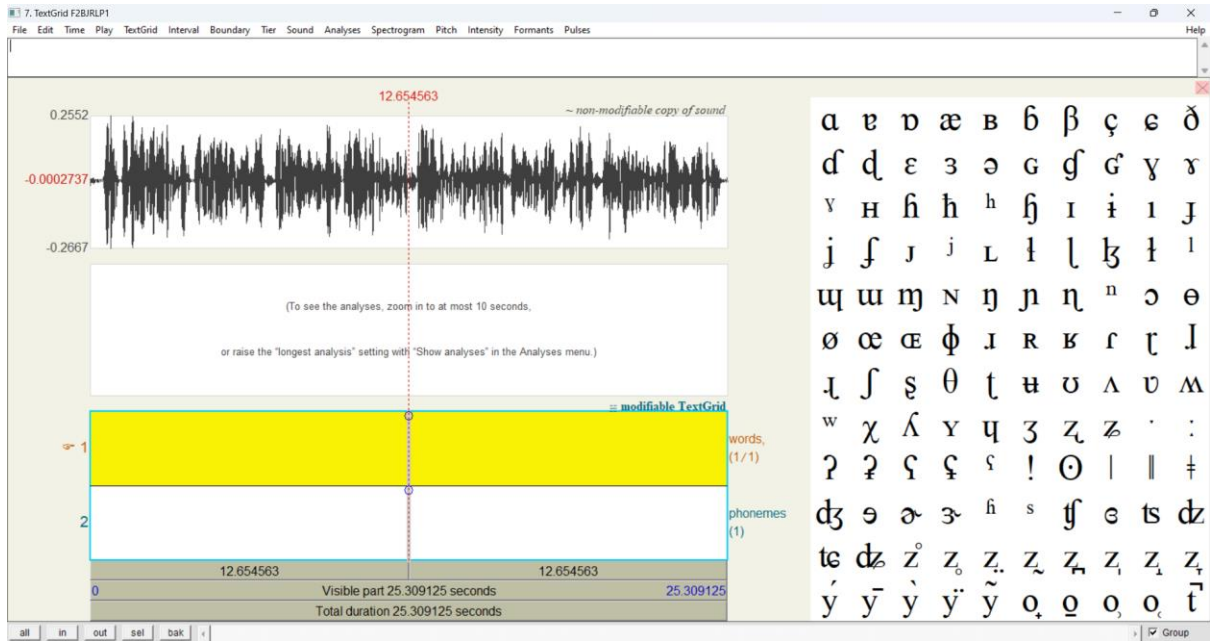 7. TextGrid F2BJRLP1
File Edit Time Play TextGrid Interval Boundary Tier Sound Analyses Spectrogram Pitch Intensity Formants Pulses Help
12.654563
0.2552 ~ non-modifiable copy of sound
-0.0002737
-0.2667
(To see the analyses, zoom in to at most 10 seconds,
or raise the "longest analysis" setting with "Show analyses" in the Analyses menu.)
= modifiable TextGrid
☞ 1 words,
(1/1)
2 phonemes
(1)
12.654563 12.654563
0 Visible part 25.309125 seconds 25.309125
Total duration 25.309125 seconds
all in out sel bak Group
ɑ ɐ ɒ æ ʙ ɓ β ç ɕ ð
ɗ ɖ ɛ ɜ ə ɢ ɠ ʛ ɣ ɤ
ˠ ʜ ɦ ħ ʰ ɧ ɪ ɨ ı ɟ
ʝ ʄ ᴊ ʲ ʟ ɫ ɭ ɮ ɬ ˡ
ɰ ɯ ɱ ɴ ŋ ɲ ɳ ⁿ ɔ ɵ
ø œ ɶ ɸ ɹ ʀ ʁ ɾ ɽ ɺ
ɻ ʃ ʂ θ ʈ ʉ ʊ ʌ ʋ ʍ
ʷ χ ʎ ʏ ɥ ʒ ʐ ʑ ˑ ː
ʔ ʡ ʕ ʢ ˤ ǃ ʘ ǀ ǁ ǂ
ʤ ɘ ɚ ɝ ʱ ˢ ʧ ɞ ʦ ʣ
ʨ ʥ